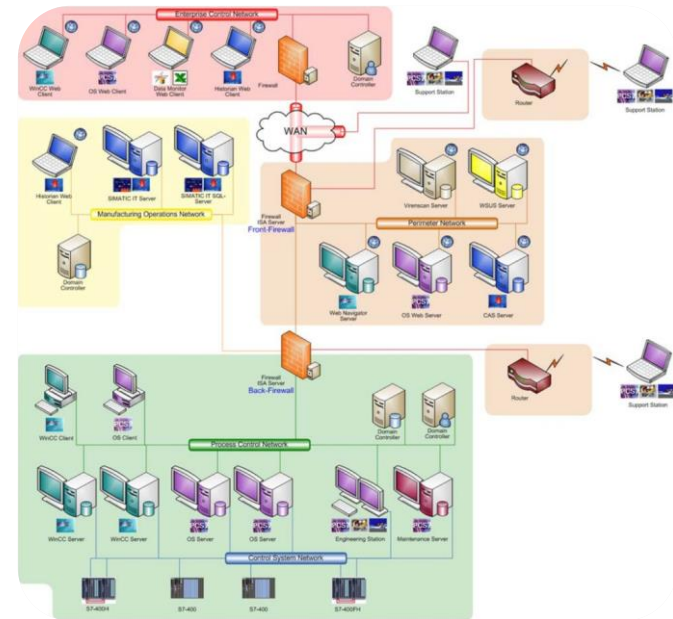 Enterprise Control Network
WinCC Web
Client
OS Web Client
Data Monitor
Web Client
Historian Web
Client
Firewall
Domain
Controller
Support Station
Router
Support Station
WAN
Historian Web
Client
SIMATIC IT Server
SIMATIC IT SQL-
Server
Manufacturing Operations Network
Domain
Controller
Firewall
ISA Server
Front-Firewall
Virenscan Server
WSUS Server
Perimeter Network
Web Navigator
Server
OS Web Server
CAS Server
Firewall
ISA Server
Back-Firewall
Router
Support Station
WinCC Client
OS Client
Domain
Controller
Domain
Controller
Process Control Network
WinCC Server
WinCC Server
OS Server
OS Server
Engineering Station
Maintenance Server
Control System Network
S7-400H
S7-400
S7-400
S7-400FH